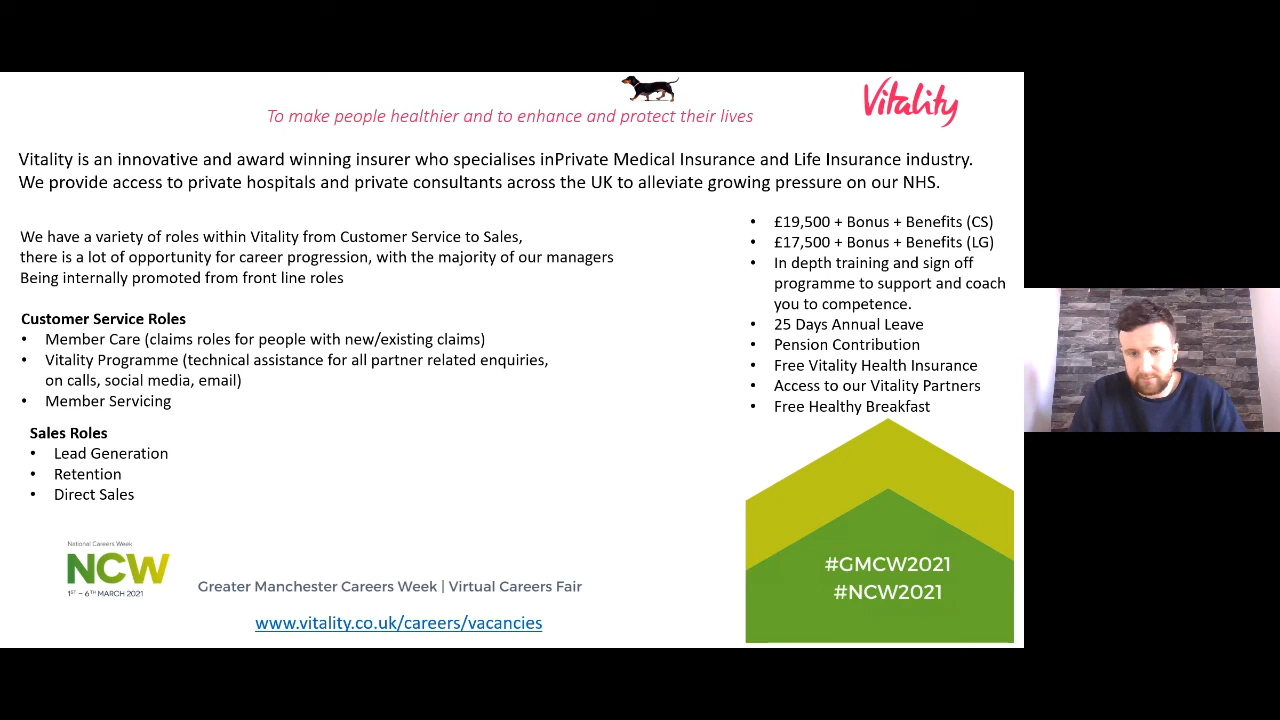 To make people healthier and to enhance and protect their lives
Vitality
Vitality is an innovative and award winning insurer who specialises inPrivate Medical Insurance and Life Insurance industry.
We provide access to private hospitals and private consultants across the UK to alleviate growing pressure on our NHS.
We have a variety of roles within Vitality from Customer Service to Sales,
there is a lot of opportunity for career progression, with the majority of our managers
Being internally promoted from front line roles
Customer Service Roles
• Member Care (claims roles for people with new/existing claims)
• Vitality Programme (technical assistance for all partner related enquiries,
on calls, social media, email)
• Member Servicing
Sales Roles
• Lead Generation
• Retention
• Direct Sales
• £19,500 + Bonus + Benefits (CS)
• £17,500 + Bonus + Benefits (LG)
• In depth training and sign off
programme to support and coach
you to competence.
• 25 Days Annual Leave
• Pension Contribution
• Free Vitality Health Insurance
• Access to our Vitality Partners
• Free Healthy Breakfast
National Careers Week
NCW
1ST – 6TH MARCH 2021
Greater Manchester Careers Week | Virtual Careers Fair
www.vitality.co.uk/careers/vacancies
#GMCW2021
#NCW2021